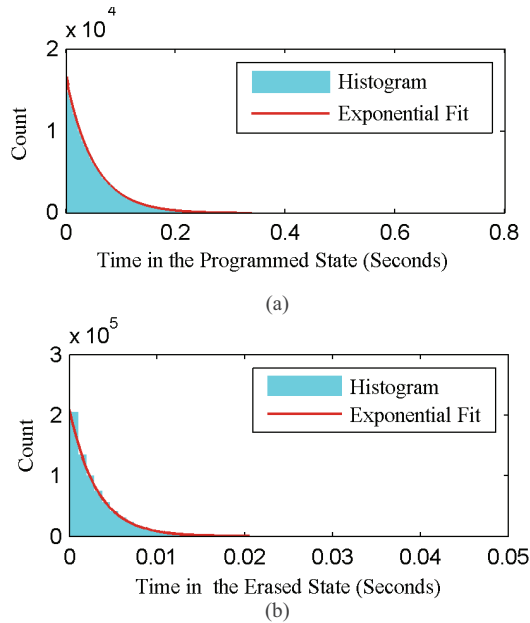 x 10^4
2
1
0
Count
Histogram
Exponential Fit
0 0.2 0.4 0.6 0.8
Time in the Programmed State (Seconds)
(a)
x 10^5
3
2
1
0
Count
Histogram
Exponential Fit
0 0.01 0.02 0.03 0.04 0.05
Time in the Erased State (Seconds)
(b)